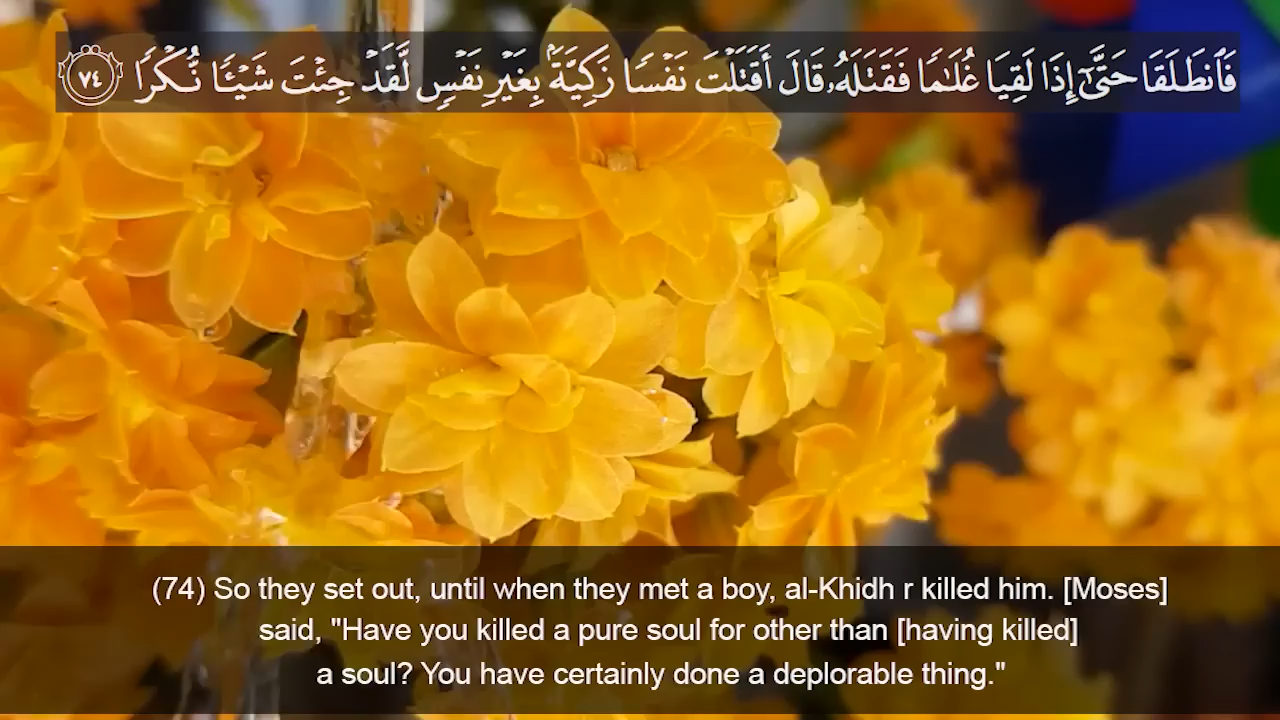 فَٱنطَلَقَا حَتَّىٰٓ إِذَا لَقِيَا غُلَٰمًا فَقَتَلَهُۥ قَالَ أَقَتَلْتَ نَفْسًا زَكِيَّةًۢ بِغَيْرِ نَفْسٍ لَّقَدْ جِئْتَ شَيْـًٔا نُّكْرًا ٧٤
(74) So they set out, until when they met a boy, al-Khidh r killed him. [Moses]
said, "Have you killed a pure soul for other than [having killed]
a soul? You have certainly done a deplorable thing."